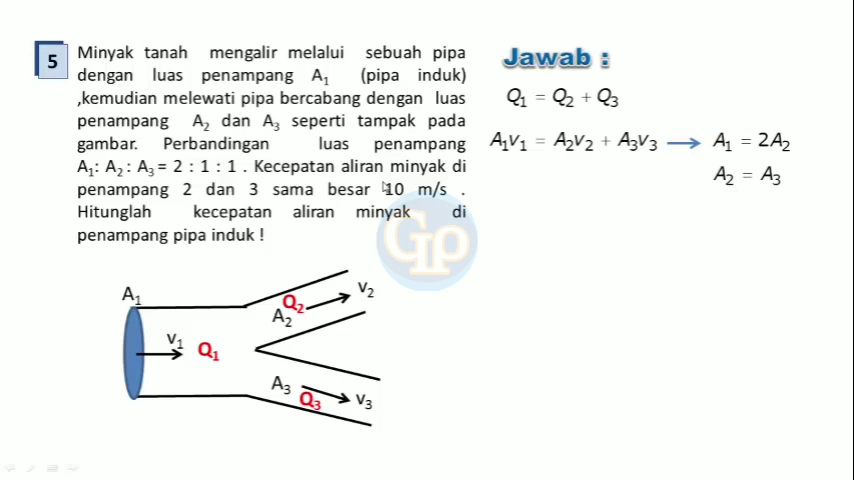 5
Minyak tanah mengalir melalui sebuah pipa
dengan luas penampang A₁ (pipa induk)
,kemudian melewati pipa bercabang dengan luas
penampang A₂ dan A₃ seperti tampak pada
gambar. Perbandingan luas penampang
A₁: A₂ : A₃ = 2 : 1 : 1 . Kecepatan aliran minyak di
penampang 2 dan 3 sama besar 10 m/s .
Hitunglah kecepatan aliran minyak di
penampang pipa induk !
Jawab :
Q₁ = Q₂ + Q₃
A₁v₁ = A₂v₂ + A₃v₃ → A₁ = 2A₂
A₂ = A₃
GIp
A₁
v₁
Q₁
Q₂
A₂
v₂
A₃
Q₃
v₃